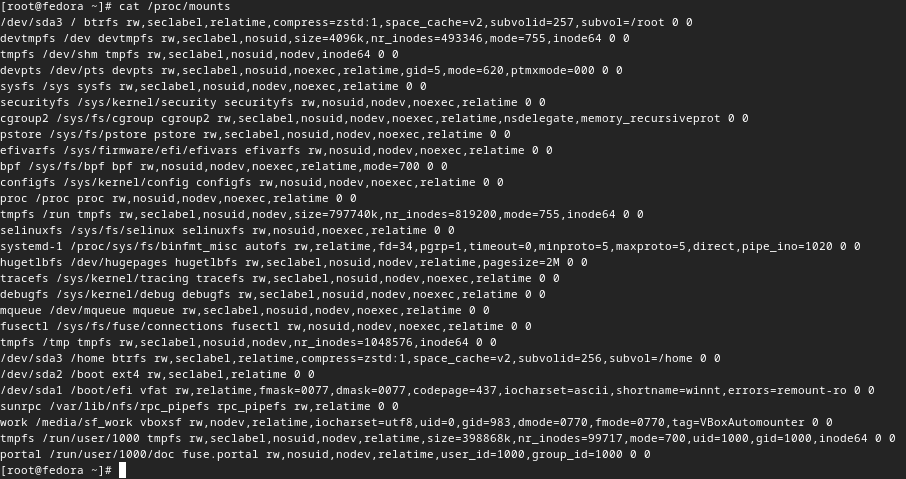 [root@fedora ~]# cat /proc/mounts
/dev/sda3 / btrfs rw,seclabel,relatime,compress=zstd:1,space_cache=v2,subvolid=257,subvol=/root 0 0
devtmpfs /dev devtmpfs rw,seclabel,nosuid,size=4096k,nr_inodes=493346,mode=755,inode64 0 0
tmpfs /dev/shm tmpfs rw,seclabel,nosuid,nodev,inode64 0 0
devpts /dev/pts devpts rw,seclabel,nosuid,noexec,relatime,gid=5,mode=620,ptmxmode=000 0 0
sysfs /sys sysfs rw,seclabel,nosuid,nodev,noexec,relatime 0 0
securityfs /sys/kernel/security securityfs rw,nosuid,nodev,noexec,relatime 0 0
cgroup2 /sys/fs/cgroup cgroup2 rw,seclabel,nosuid,nodev,noexec,relatime,nsdelegate,memory_recursiveprot 0 0
pstore /sys/fs/pstore pstore rw,seclabel,nosuid,nodev,noexec,relatime 0 0
efivarfs /sys/firmware/efi/efivars efivarfs rw,nosuid,nodev,noexec,relatime 0 0
bpf /sys/fs/bpf bpf rw,nosuid,nodev,noexec,relatime,mode=700 0 0
configfs /sys/kernel/config configfs rw,nosuid,nodev,noexec,relatime 0 0
proc /proc proc rw,nosuid,nodev,noexec,relatime 0 0
tmpfs /run tmpfs rw,seclabel,nosuid,nodev,size=797740k,nr_inodes=819200,mode=755,inode64 0 0
selinuxfs /sys/fs/selinux selinuxfs rw,nosuid,noexec,relatime 0 0
systemd-1 /proc/sys/fs/binfmt_misc autofs rw,relatime,fd=34,pgrp=1,timeout=0,minproto=5,maxproto=5,direct,pipe_ino=1020 0 0
hugetlbfs /dev/hugepages hugetlbfs rw,seclabel,nosuid,nodev,relatime,pagesize=2M 0 0
tracefs /sys/kernel/tracing tracefs rw,seclabel,nosuid,nodev,noexec,relatime 0 0
debugfs /sys/kernel/debug debugfs rw,seclabel,nosuid,nodev,noexec,relatime 0 0
mqueue /dev/mqueue mqueue rw,seclabel,nosuid,nodev,noexec,relatime 0 0
fusectl /sys/fs/fuse/connections fusectl rw,nosuid,nodev,noexec,relatime 0 0
tmpfs /tmp tmpfs rw,seclabel,nosuid,nodev,nr_inodes=1048576,inode64 0 0
/dev/sda3 /home btrfs rw,seclabel,relatime,compress=zstd:1,space_cache=v2,subvolid=256,subvol=/home 0 0
/dev/sda2 /boot ext4 rw,seclabel,relatime 0 0
/dev/sda1 /boot/efi vfat rw,relatime,fmask=0077,dmask=0077,codepage=437,iocharset=ascii,shortname=winnt,errors=remount-ro 0 0
sunrpc /var/lib/nfs/rpc_pipefs rpc_pipefs rw,relatime 0 0
work /media/sf_work vboxsf rw,nodev,relatime,iocharset=utf8,uid=0,gid=983,dmode=0770,fmode=0770,tag=VBoxAutomounter 0 0
tmpfs /run/user/1000 tmpfs rw,seclabel,nosuid,nodev,relatime,size=398868k,nr_inodes=99717,mode=700,uid=1000,gid=1000,inode64 0 0
portal /run/user/1000/doc fuse.portal rw,nosuid,nodev,relatime,user_id=1000,group_id=1000 0 0
[root@fedora ~]#